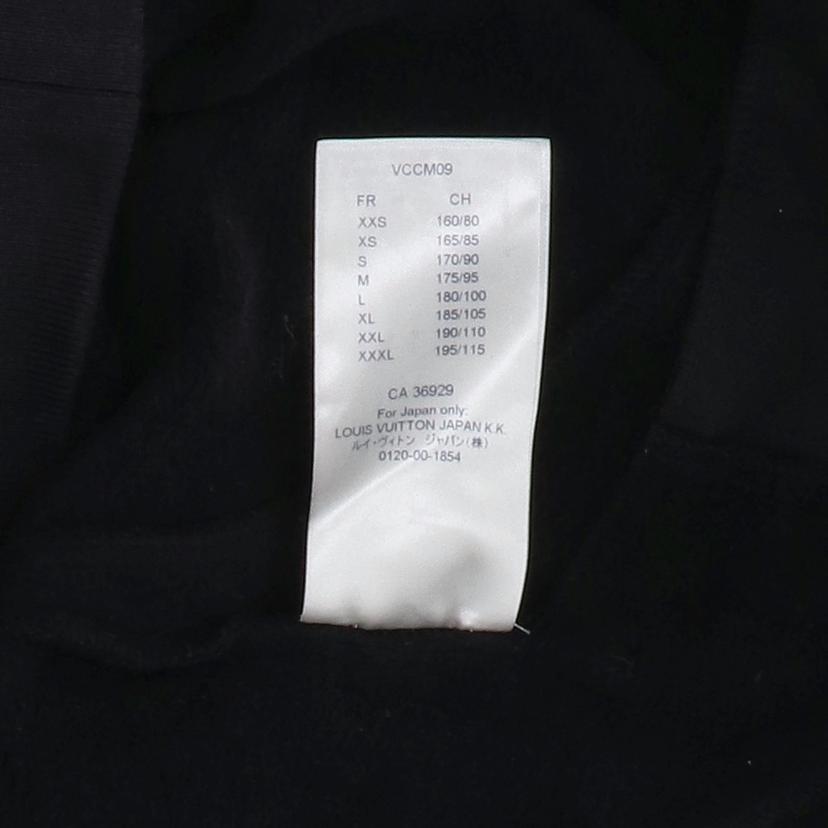 VCCM09
FR CH
XXS 160/80
XS 165/85
S 170/90
M 175/95
L 180/100
XL 185/105
XXL 190/110
XXXL 195/115
CA 36929
For Japan only:
LOUIS VUITTON JAPAN K.K.
ルイ・ヴィトン ジャパン(株)
0120-00-1854